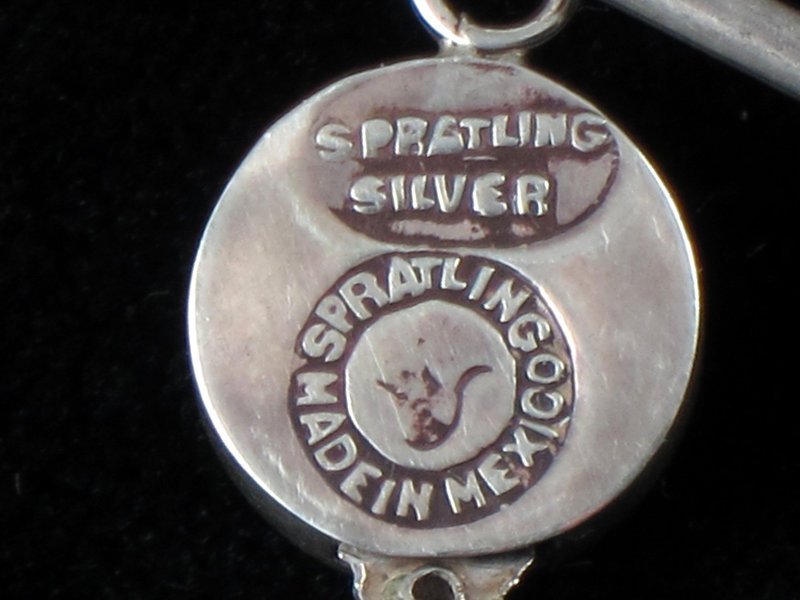 SPRATLING
SILVER
SPRATLING
MADE IN MEXICO